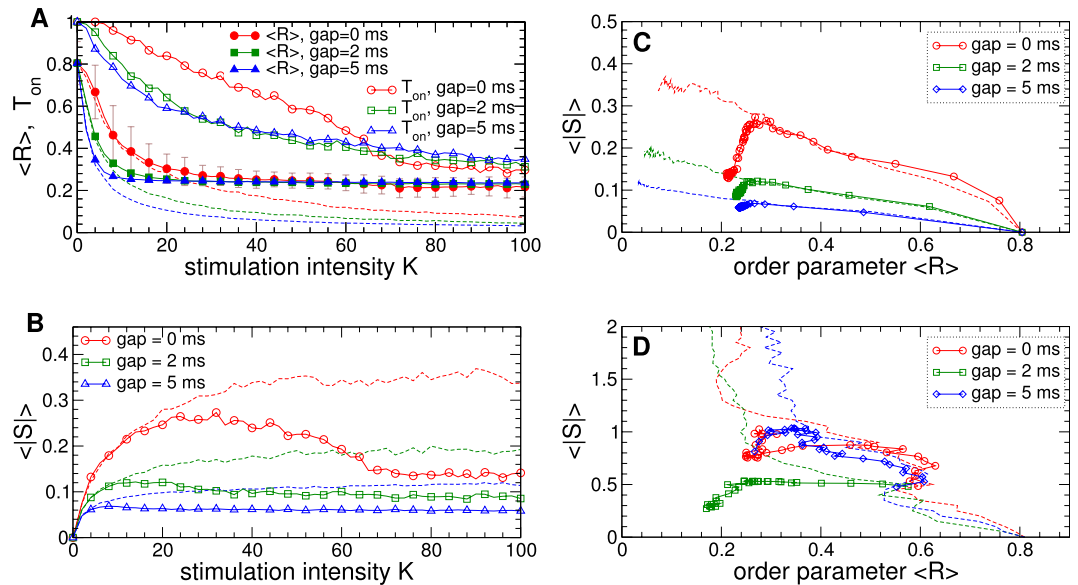 A
<R>, T_on
1
0.8
0.6
0.4
0.2
0
<R>, gap=0 ms
<R>, gap=2 ms
<R>, gap=5 ms
T_on, gap=0 ms
T_on, gap=2 ms
T_on, gap=5 ms
0 20 40 60 80 100
stimulation intensity K
C
<|S|>
0.5
0.4
0.3
0.2
0.1
0
gap = 0 ms
gap = 2 ms
gap = 5 ms
0 0.2 0.4 0.6 0.8
order parameter <R>
B
<|S|>
0.4
0.3
0.2
0.1
0
gap = 0 ms
gap = 2 ms
gap = 5 ms
0 20 40 60 80 100
stimulation intensity K
D
<|S|>
2
1.5
1
0.5
0
gap = 0 ms
gap = 2 ms
gap = 5 ms
0 0.2 0.4 0.6 0.8
order parameter <R>